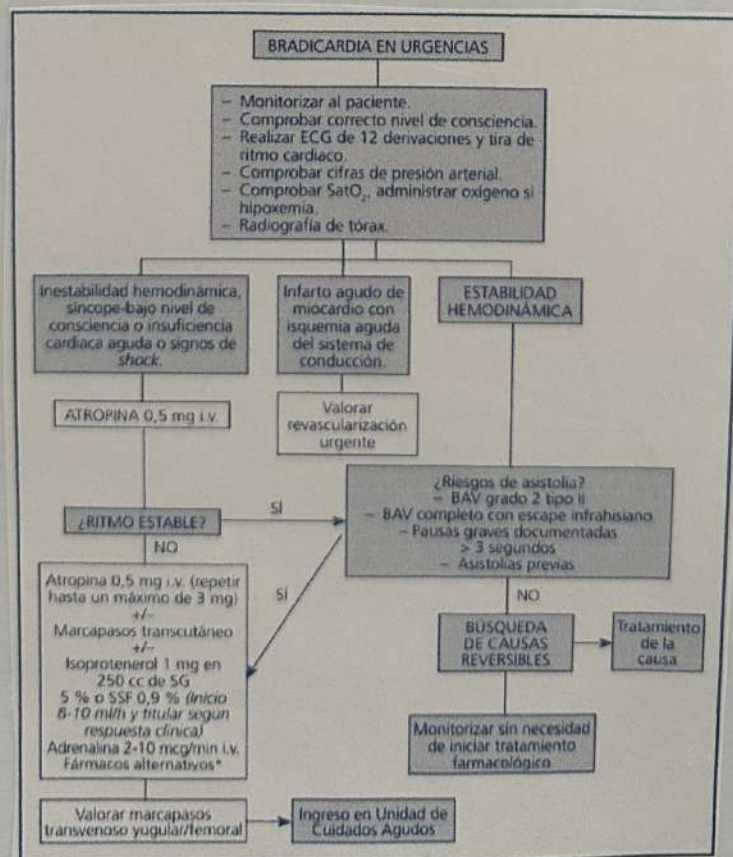 BRADICARDIA EN URGENCIAS
– Monitorizar al paciente.
– Comprobar correcto nivel de consciencia.
– Realizar ECG de 12 derivaciones y tira de
ritmo cardiaco.
– Comprobar cifras de presión arterial.
– Comprobar SatO₂, administrar oxígeno si
hipoxemia.
– Radiografía de tórax.
Inestabilidad hemodinámica,
síncope-bajo nivel de
consciencia o insuficiencia
cardiaca aguda o signos de
shock.
Infarto agudo de
miocardio con
isquemia aguda
del sistema de
conducción.
ESTABILIDAD
HEMODINÁMICA
ATROPINA 0,5 mg i.v.
Valorar
revascularización
urgente
¿RITMO ESTABLE?
SÍ
¿Riesgos de asistolia?
– BAV grado 2 tipo II
– BAV completo con escape infrahisiano
– Pausas graves documentadas
> 3 segundos
– Asistolias previas
NO
SÍ
NO
Atropina 0,5 mg i.v. (repetir
hasta un máximo de 3 mg)
+/–
Marcapasos transcutáneo
+/–
Isoprotenerol 1 mg en
250 cc de SG
5 % o SSF 0,9 % (Inicio
6-10 ml/h y titular según
respuesta clínica)
Adrenalina 2-10 mcg/min i.v.
Fármacos alternativos*
BÚSQUEDA
DE CAUSAS
REVERSIBLES
Tratamiento
de la
causa
Monitorizar sin necesidad
de iniciar tratamiento
farmacológico
Valorar marcapasos
transvenoso yugular/femoral
Ingreso en Unidad de
Cuidados Agudos